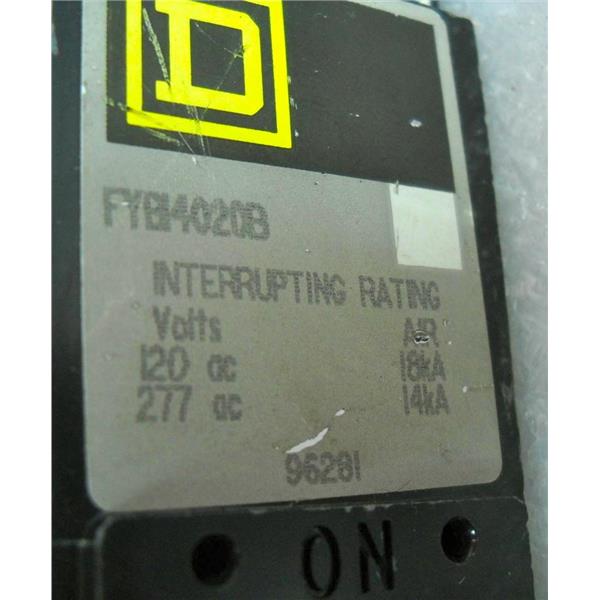 D
FYB14020B
INTERRUPTING RATING
Volts AIR
120 ac 18kA
277 ac 14kA
96281
ON